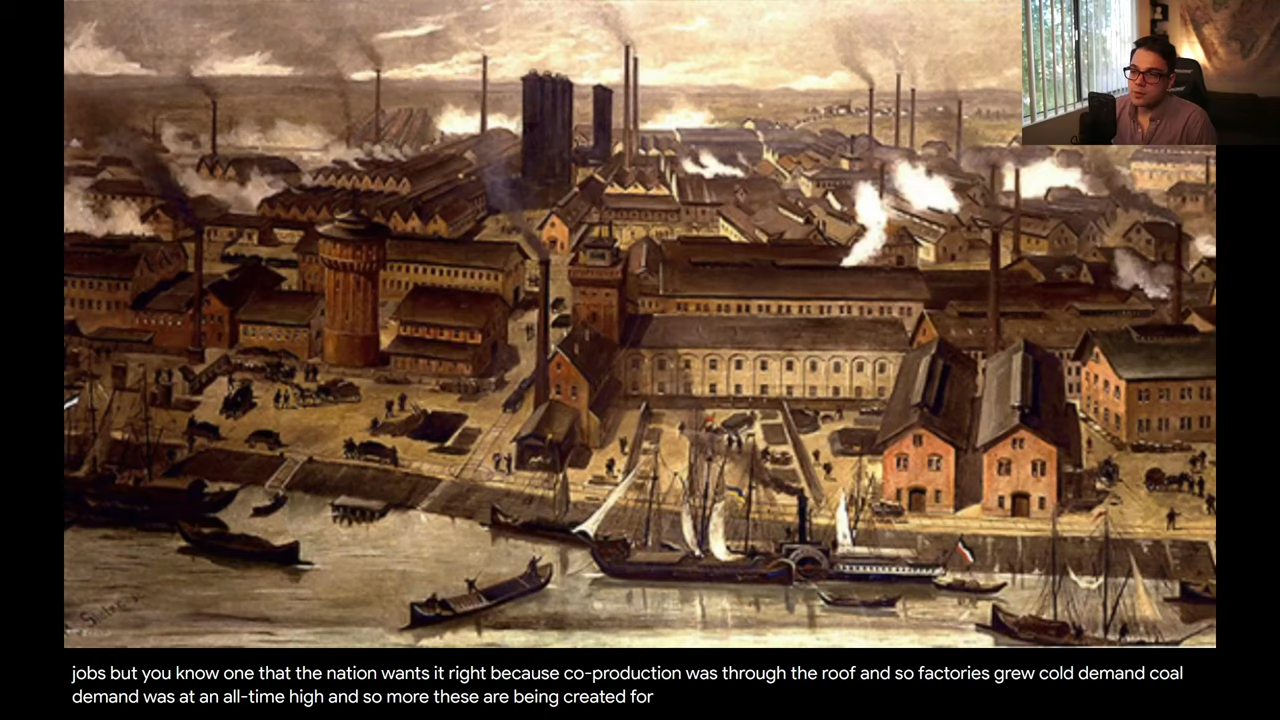 jobs but you know one that the nation wants it right because co-production was through the roof and so factories grew cold demand coal
demand was at an all-time high and so more these are being created for